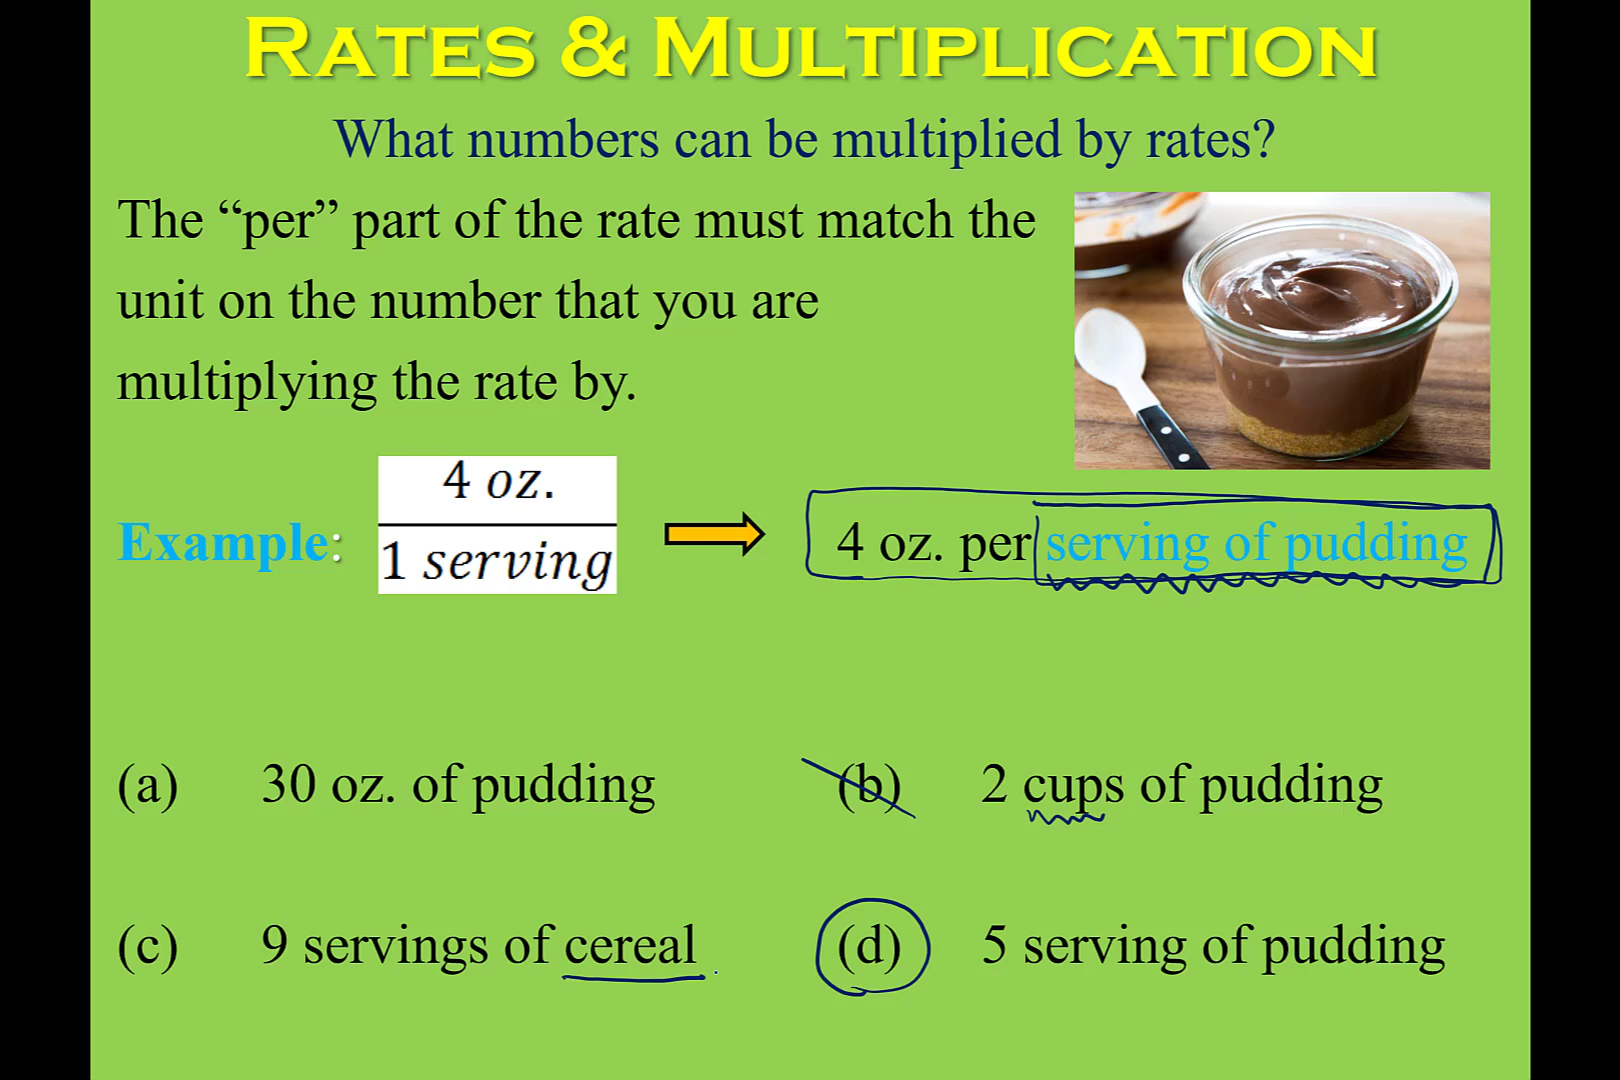 RATES & MULTIPLICATION
What numbers can be multiplied by rates?
The “per” part of the rate must match the
unit on the number that you are
multiplying the rate by.
Example: 4 oz. / 1 serving 4 oz. per serving of pudding
(a) 30 oz. of pudding (b) 2 cups of pudding
(c) 9 servings of cereal (d) 5 serving of pudding